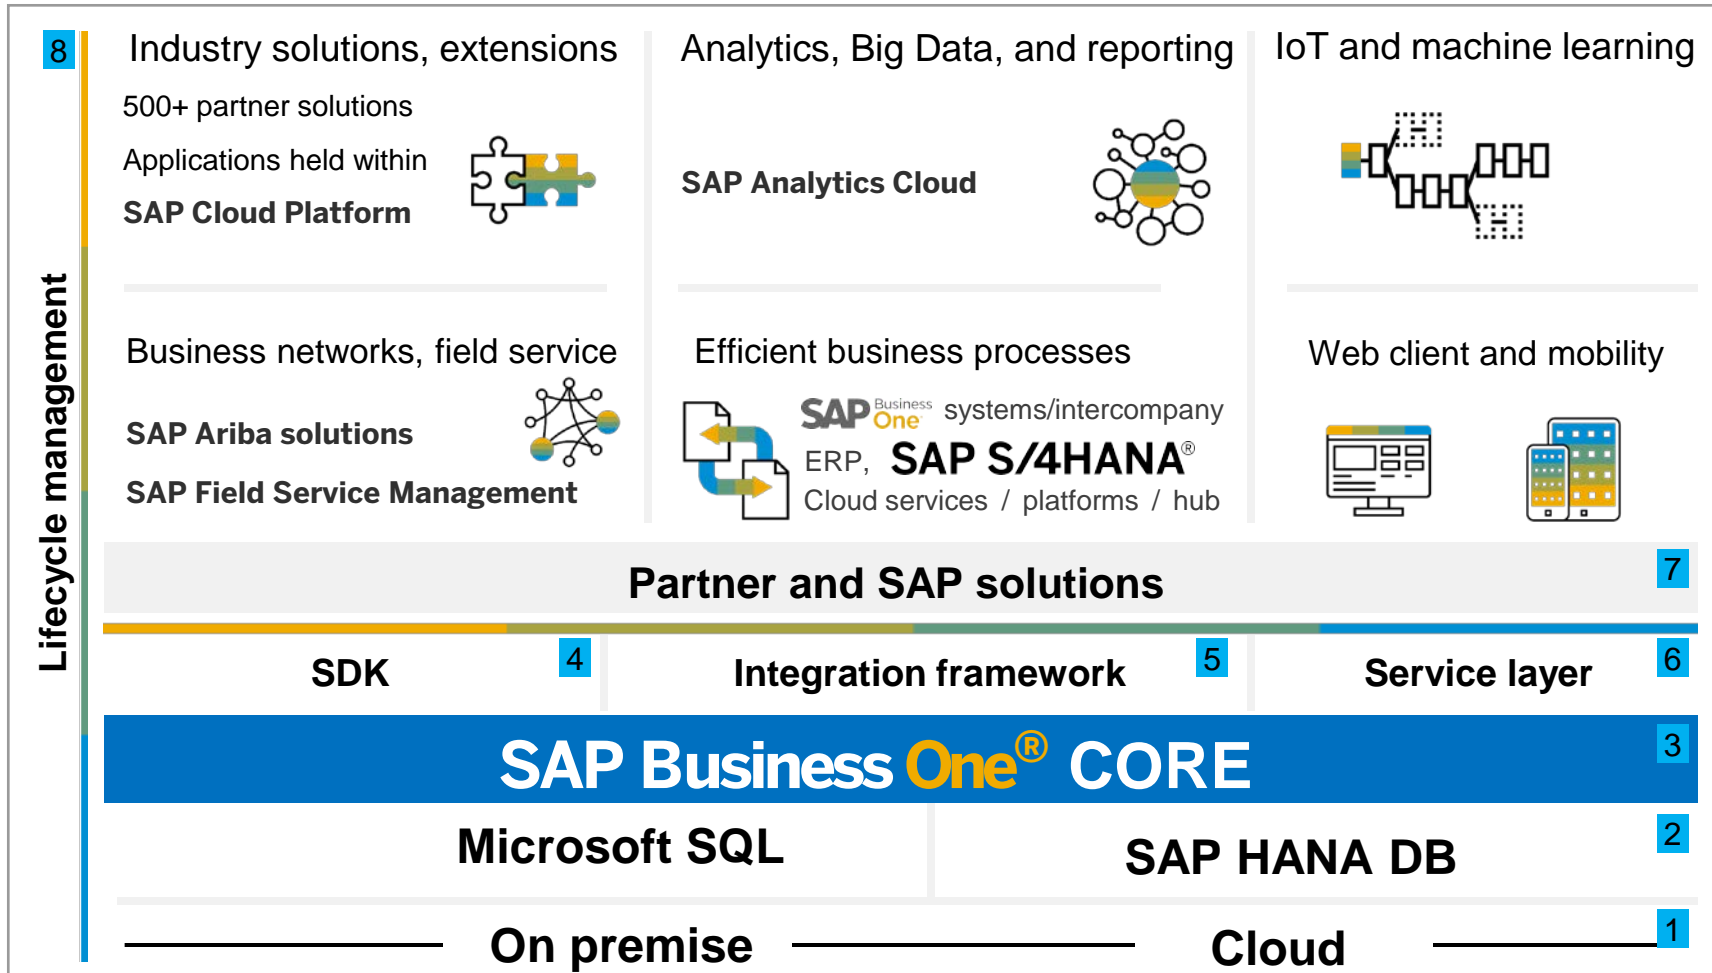 8
Lifecycle management
Industry solutions, extensions
500+ partner solutions
Applications held within
SAP Cloud Platform
Analytics, Big Data, and reporting
SAP Analytics Cloud
IoT and machine learning
Business networks, field service
SAP Ariba solutions
SAP Field Service Management
Efficient business processes
SAP Business One systems/intercompany
ERP, SAP S/4HANA®
Cloud services / platforms / hub
Web client and mobility
Partner and SAP solutions
7
SDK
4
Integration framework
5
Service layer
6
SAP Business One® CORE
3
Microsoft SQL
SAP HANA DB
2
On premise
Cloud
1